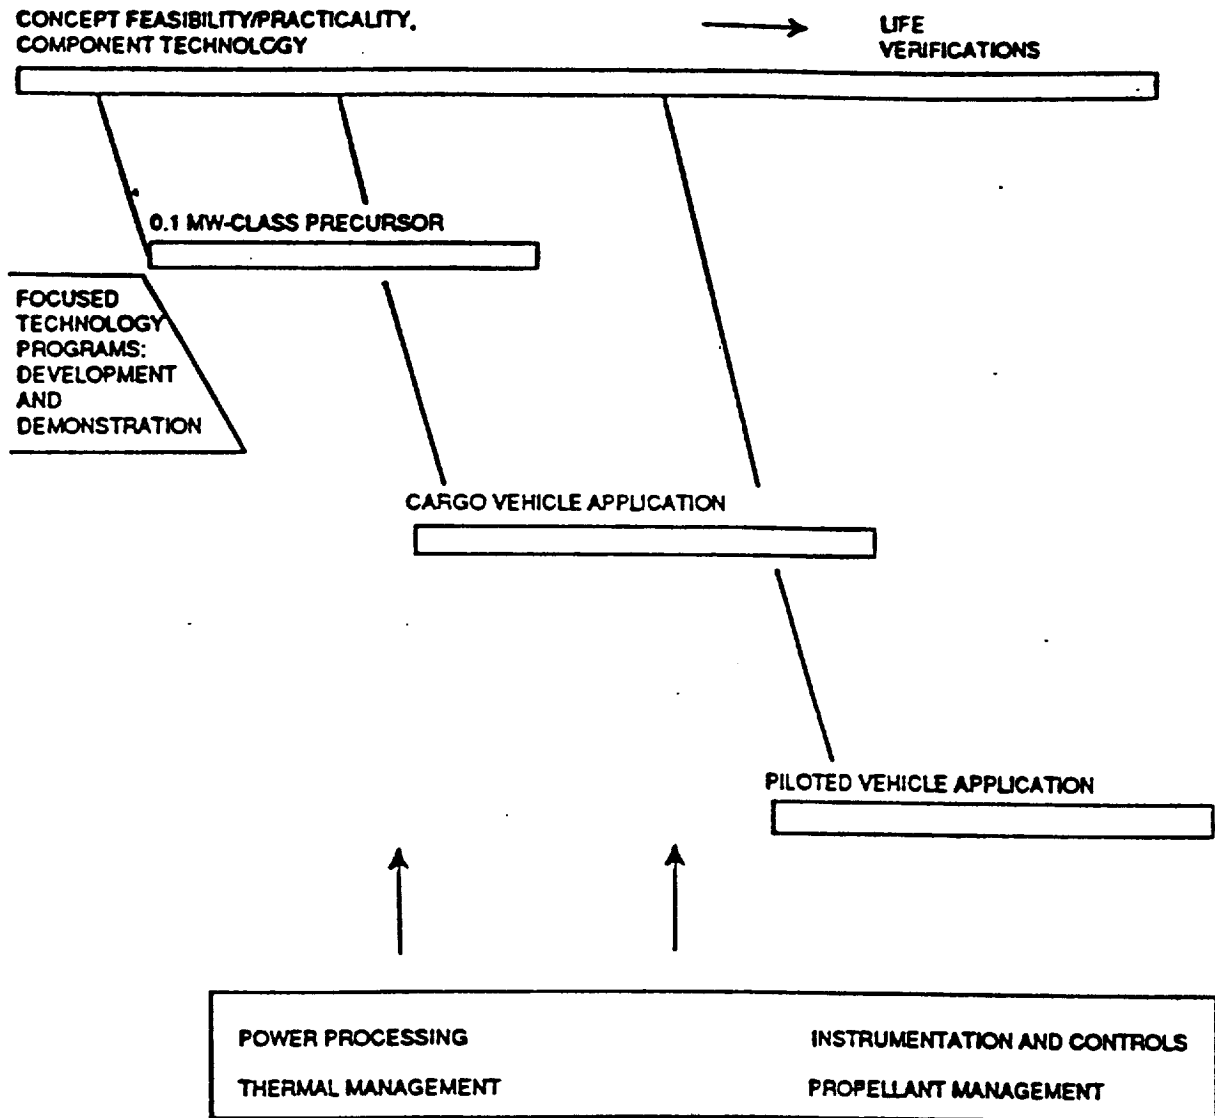 CONCEPT FEASIBILITY/PRACTICALITY,
COMPONENT TECHNOLOGY
LIFE
VERIFICATIONS
0.1 MW-CLASS PRECURSOR
FOCUSED
TECHNOLOGY
PROGRAMS:
DEVELOPMENT
AND
DEMONSTRATION
CARGO VEHICLE APPLICATION
PILOTED VEHICLE APPLICATION
POWER PROCESSING
INSTRUMENTATION AND CONTROLS
THERMAL MANAGEMENT
PROPELLANT MANAGEMENT